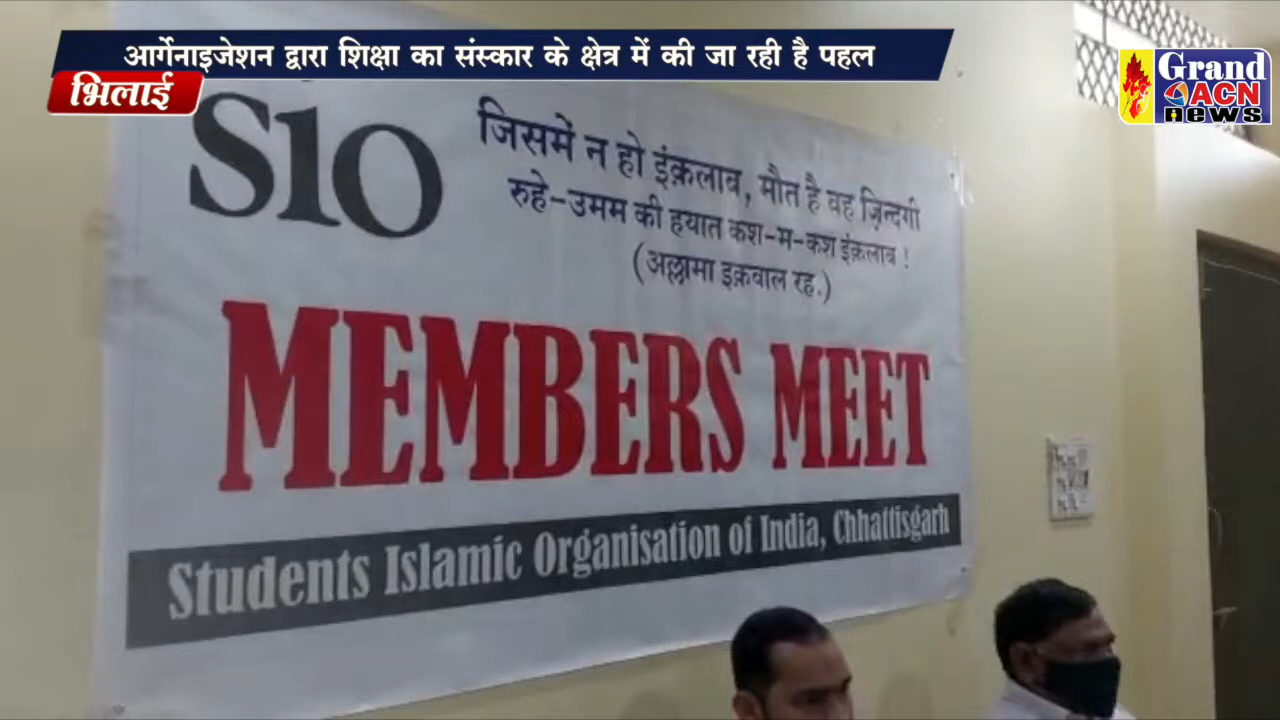 आर्गेनाइजेशन द्वारा शिक्षा का संस्कार के क्षेत्र में की जा रही है पहल
भिलाई
Grand
ACN
news
SIO
जिसमें न हो इंक़लाब, मौत है वह ज़िन्दगी
रुहे-उमम की हयात कश-म-कश इंक़लाब !
(अल्लामा इक़बाल रह.)
MEMBERS MEET
Students Islamic Organisation of India, Chhattisgarh